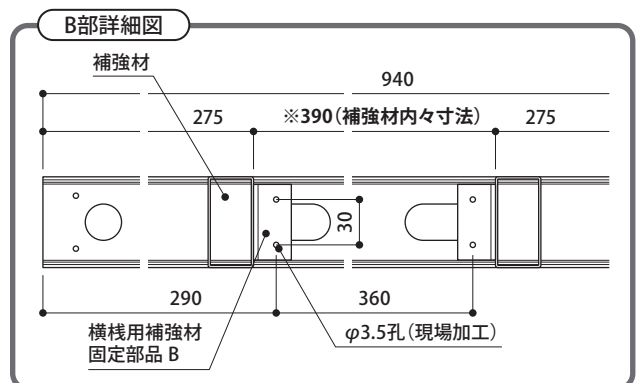 B部詳細図
補強材
940
275
※390（補強材内々寸法）
275
30
290
360
横桟用補強材
固定部品 B
φ3.5孔（現場加工）